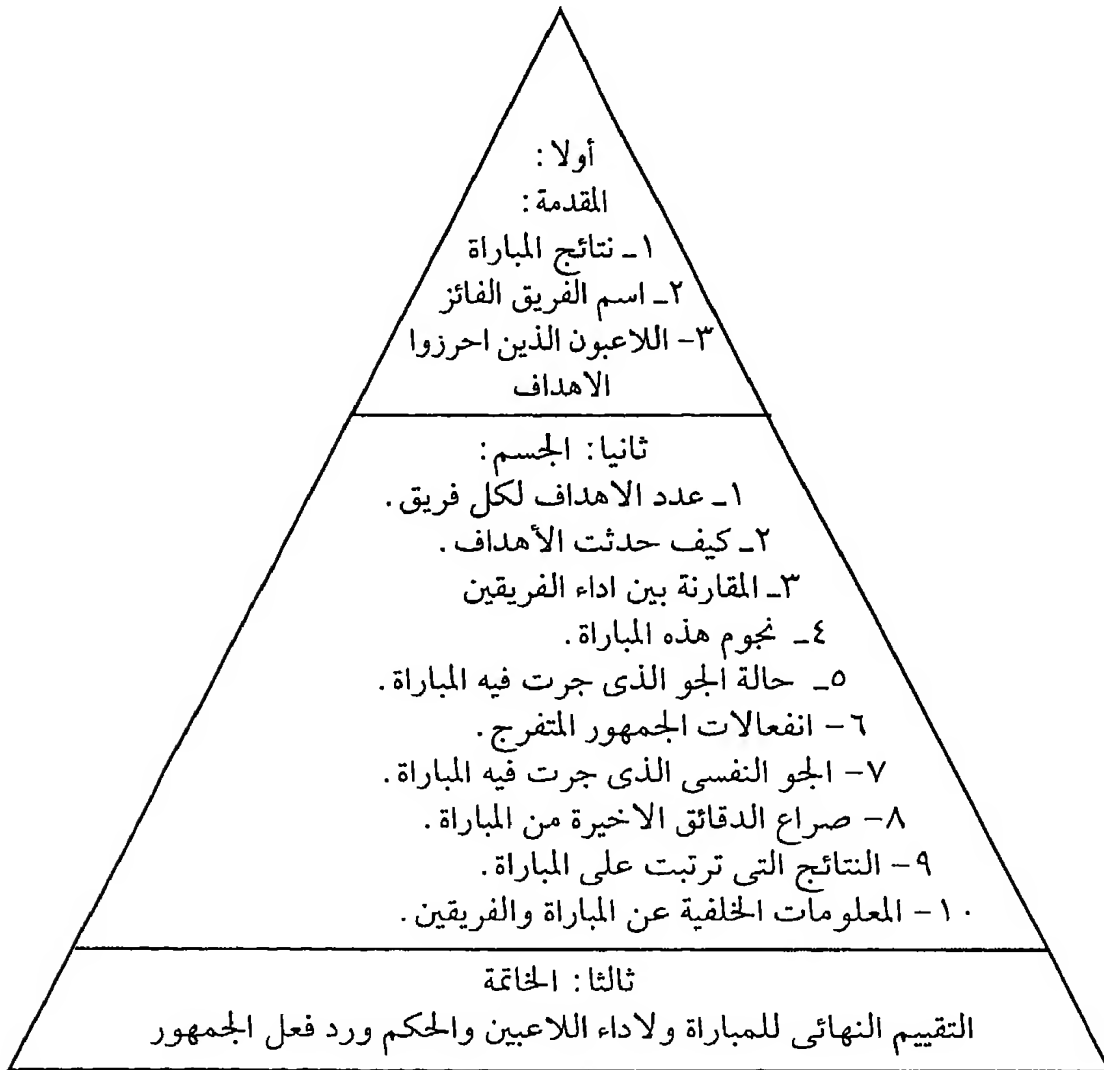 أولا :
المقدمة :
١ـ نتائج المباراة
٢ـ اسم الفريق الفائز
٣– اللاعبون الذين احرزوا
الاهداف
ثانيا : الجسم :
١ـ عدد الاهداف لكل فريق .
٢ـ كيف حدثت الأهداف .
٣ـ المقارنة بين اداء الفريقين
٤ـ نجوم هذه المباراة .
٥ـ حالة الجو الذى جرت فيه المباراة .
٦– انفعالات الجمهور المتفرج .
٧– الجو النفسى الذى جرت فيه المباراة .
٨– صراع الدقائق الاخيرة من المباراة .
٩– النتائج التى ترتبت على المباراة .
١٠– المعلومات الخلفية عن المباراة والفريقين .
ثالثا : الخاتمة
التقييم النهائى للمباراة ولاداء اللاعبين والحكم ورد فعل الجمهور